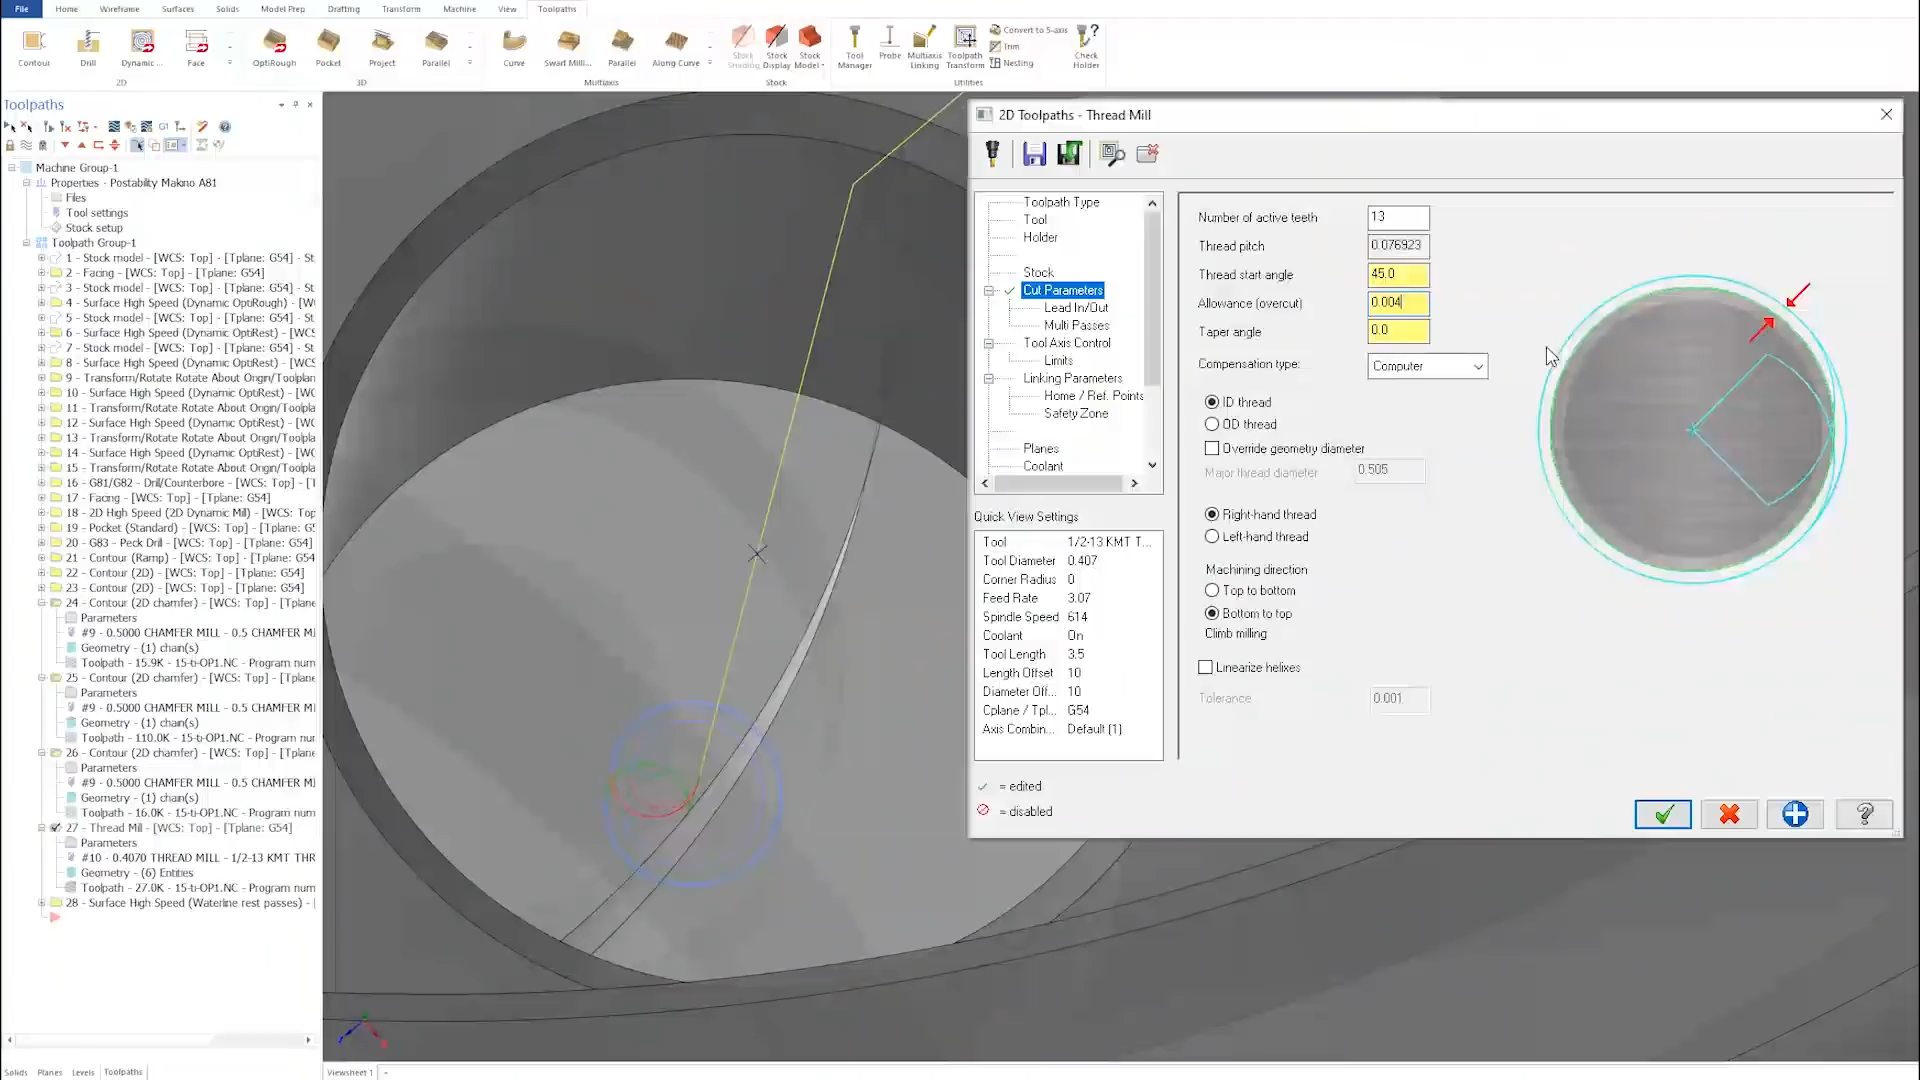 File Home Wireframe Surfaces Solids Model Prep Drafting Transform Machine View Toolpaths
Contour Drill Dynamic ... Face OptiRough Pocket Project Parallel Curve Swarf Milli... Parallel Along Curve Stock Shading Stock Display Stock Model Tool Manager Probe Multiaxis Linking Toolpath Transform Convert to 5-axis Trim Nesting Check Holder
2D 3D Multiaxis Stock Utilities
Toolpaths
G1
Machine Group-1
Properties - Postability Makino A81
Files
Tool settings
Stock setup
Toolpath Group-1
1 - Stock model - [WCS: Top] - [Tplane: G54] - St
2 - Facing - [WCS: Top] - [Tplane: G54]
3 - Stock model - [WCS: Top] - [Tplane: G54] - St
4 - Surface High Speed (Dynamic OptiRough) - [W
5 - Stock model - [WCS: Top] - [Tplane: G54] - St
6 - Surface High Speed (Dynamic OptiRest) - [WC
7 - Stock model - [WCS: Top] - [Tplane: G54] - St
8 - Surface High Speed (Dynamic OptiRest) - [WC
9 - Transform/Rotate Rotate About Orign/Toolplan
10 - Surface High Speed (Dynamic OptiRest) - [W
11 - Transform/Rotate Rotate About Orign/Toolpla
12 - Surface High Speed (Dynamic OptiRest) - [W
13 - Transform/Rotate Rotate About Orign/Toolpla
14 - Surface High Speed (Dynamic OptiRest) - [W
15 - Transform/Rotate Rotate About Orign/Toolpla
16 - G81/G82 - Drill/Counterbore - [WCS: Top] - [T
17 - Facing - [WCS: Top] - [Tplane: G54]
18 - 2D High Speed (2D Dynamic Mill) - [WCS: Top
19 - Pocket (Standard) - [WCS: Top] - [Tplane: G5
20 - G83 - Peck Drill - [WCS: Top] - [Tplane: G54]
21 - Contour (Ramp) - [WCS: Top] - [Tplane: G54
22 - Contour (2D) - [WCS: Top] - [Tplane: G54]
23 - Contour (2D) - [WCS: Top] - [Tplane: G54]
24 - Contour (2D chamfer) - [WCS: Top] - [Tplane
Parameters
#9 - 0.5000 CHAMFER MILL - 0.5 CHAMFER MI
Geometry - (1) chain(s)
Toolpath - 15.9K - 15-ti-OP1.NC - Program num
25 - Contour (2D chamfer) - [WCS: Top] - [Tplane
Parameters
#9 - 0.5000 CHAMFER MILL - 0.5 CHAMFER MI
Geometry - (1) chain(s)
Toolpath - 110.0K - 15-ti-OP1.NC - Program nur
26 - Contour (2D chamfer) - [WCS: Top] - [Tplane
Parameters
#9 - 0.5000 CHAMFER MILL - 0.5 CHAMFER MI
Geometry - (1) chain(s)
Toolpath - 16.0K - 15-ti-OP1.NC - Program num
27 - Thread Mill - [WCS: Top] - [Tplane: G54]
Parameters
#10 - 0.4070 THREAD MILL - 1/2-13 KMT THR
Geometry - (6) Entities
Toolpath - 27.0K - 15-ti-OP1.NC - Program num
28 - Surface High Speed (Waterline rest passes) - [
Solids Planes Levels Toolpaths
Viewsheet 1
2D Toolpaths - Thread Mill
Toolpath Type
Tool
Holder
Stock
Cut Parameters
Lead In/Out
Multi Passes
Tool Axis Control
Limits
Linking Parameters
Home / Ref. Points
Safety Zone
Planes
Coolant
Quick View Settings
Tool 1/2-13 KMT T...
Tool Diameter 0.407
Corner Radius 0
Feed Rate 3.07
Spindle Speed 614
Coolant On
Tool Length 3.5
Length Offset 10
Diameter Off... 10
Cplane / Tpl... G54
Axis Combin... Default (1)
= edited
= disabled
Number of active teeth 13
Thread pitch 0.076923
Thread start angle 45.0
Allowance (overcut) 0.004
Taper angle 0.0
Compensation type: Computer
ID thread
OD thread
Override geometry diameter
Major thread diameter 0.505
Right-hand thread
Left-hand thread
Machining direction
Top to bottom
Bottom to top
Climb milling
Linearize helixes
Tolerance 0.001